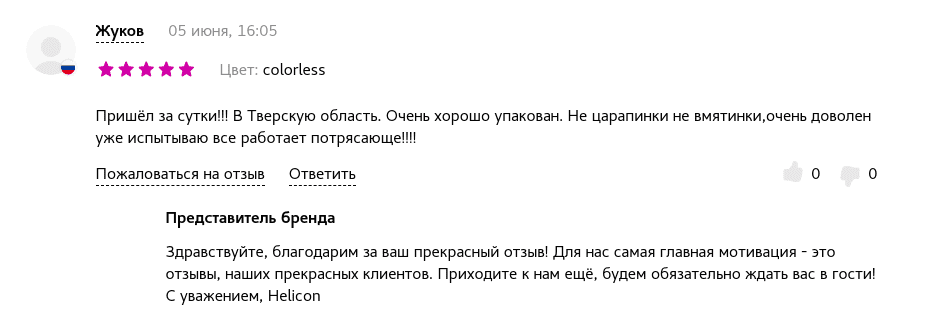 Жуков 05 июня, 16:05
Цвет: colorless
Пришёл за сутки!!! В Тверскую область. Очень хорошо упакован. Не царапинки не вмятинки,очень доволен
уже испытываю все работает потрясающе!!!!
Пожаловаться на отзыв Ответить 0 0
Представитель бренда
Здравствуйте, благодарим за ваш прекрасный отзыв! Для нас самая главная мотивация - это
отзывы, наших прекрасных клиентов. Приходите к нам ещё, будем обязательно ждать вас в гости!
С уважением, Helicon